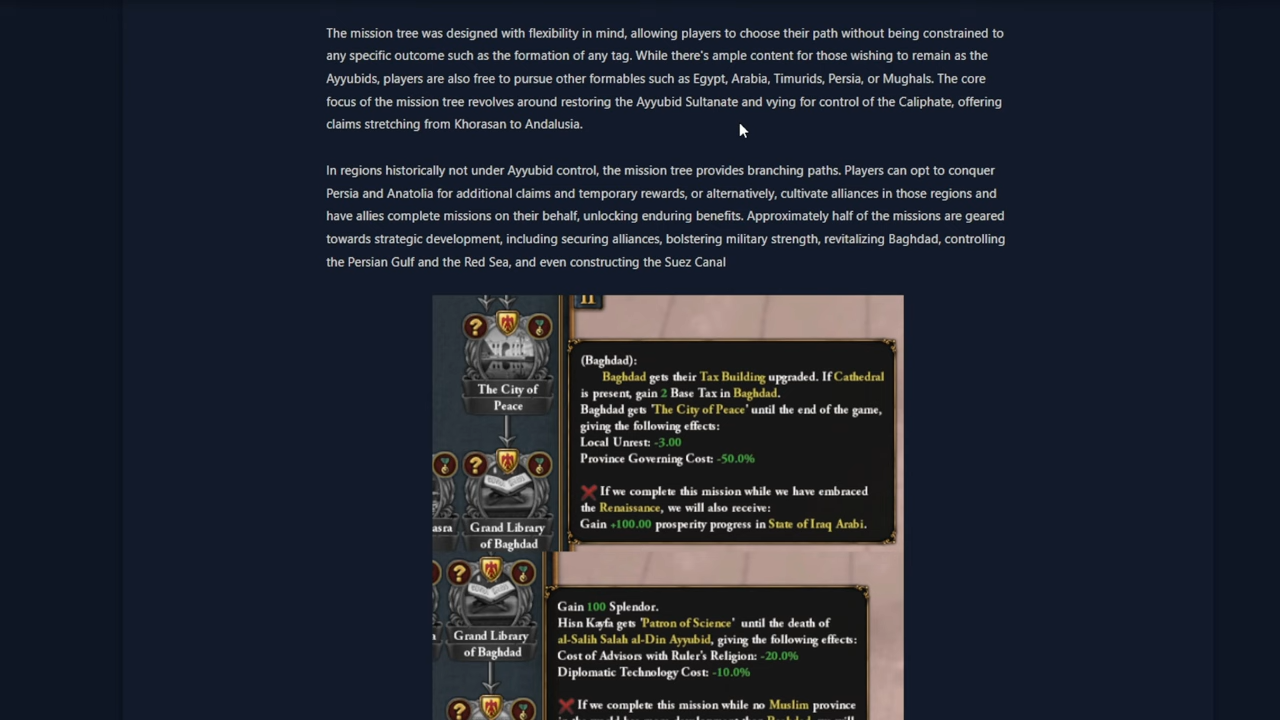 The mission tree was designed with flexibility in mind, allowing players to choose their path without being constrained to
any specific outcome such as the formation of any tag. While there's ample content for those wishing to remain as the
Ayyubids, players are also free to pursue other formables such as Egypt, Arabia, Timurids, Persia, or Mughals. The core
focus of the mission tree revolves around restoring the Ayyubid Sultanate and vying for control of the Caliphate, offering
claims stretching from Khorasan to Andalusia.
In regions historically not under Ayyubid control, the mission tree provides branching paths. Players can opt to conquer
Persia and Anatolia for additional claims and temporary rewards, or alternatively, cultivate alliances in those regions and
have allies complete missions on their behalf, unlocking enduring benefits. Approximately half of the missions are geared
towards strategic development, including securing alliances, bolstering military strength, revitalizing Baghdad, controlling
the Persian Gulf and the Red Sea, and even constructing the Suez Canal
II
The City of
Peace
(Baghdad):
Baghdad gets their Tax Building upgraded. If Cathedral
is present, gain 2 Base Tax in Baghdad.
Baghdad gets 'The City of Peace' until the end of the game,
giving the following effects:
Local Unrest: -3.00
Province Governing Cost: -50.0%
If we complete this mission while we have embraced
the Renaissance, we will also receive:
Gain +100.00 prosperity progress in State of Iraq Arabi.
asra
Grand Library
of Baghdad
Grand Library
of Baghdad
Gain 100 Splendor.
Hisn Kayfa gets 'Patron of Science' until the death of
al-Salih Salah al-Din Ayyubid, giving the following effects:
Cost of Advisors with Ruler's Religion: -20.0%
Diplomatic Technology Cost: -10.0%
If we complete this mission while no Muslim province